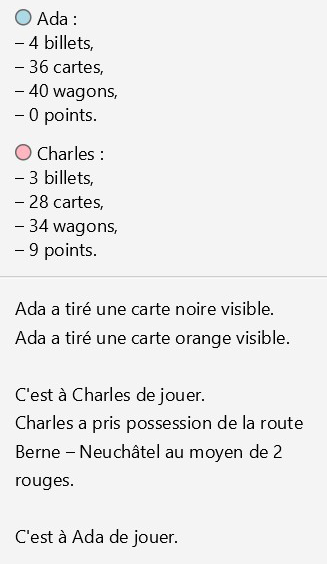 Ada :
– 4 billets,
– 36 cartes,
– 40 wagons,
– 0 points.
Charles :
– 3 billets,
– 28 cartes,
– 34 wagons,
– 9 points.
Ada a tiré une carte noire visible.
Ada a tiré une carte orange visible.
C'est à Charles de jouer.
Charles a pris possession de la route
Berne – Neuchâtel au moyen de 2
rouges.
C'est à Ada de jouer.